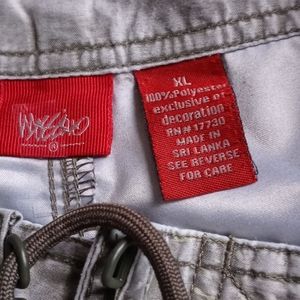 Mossimo
®
XL
100%Polyester
exclusive of
decoration
RN# 17730
MADE IN
SRI LANKA
SEE REVERSE
FOR CARE